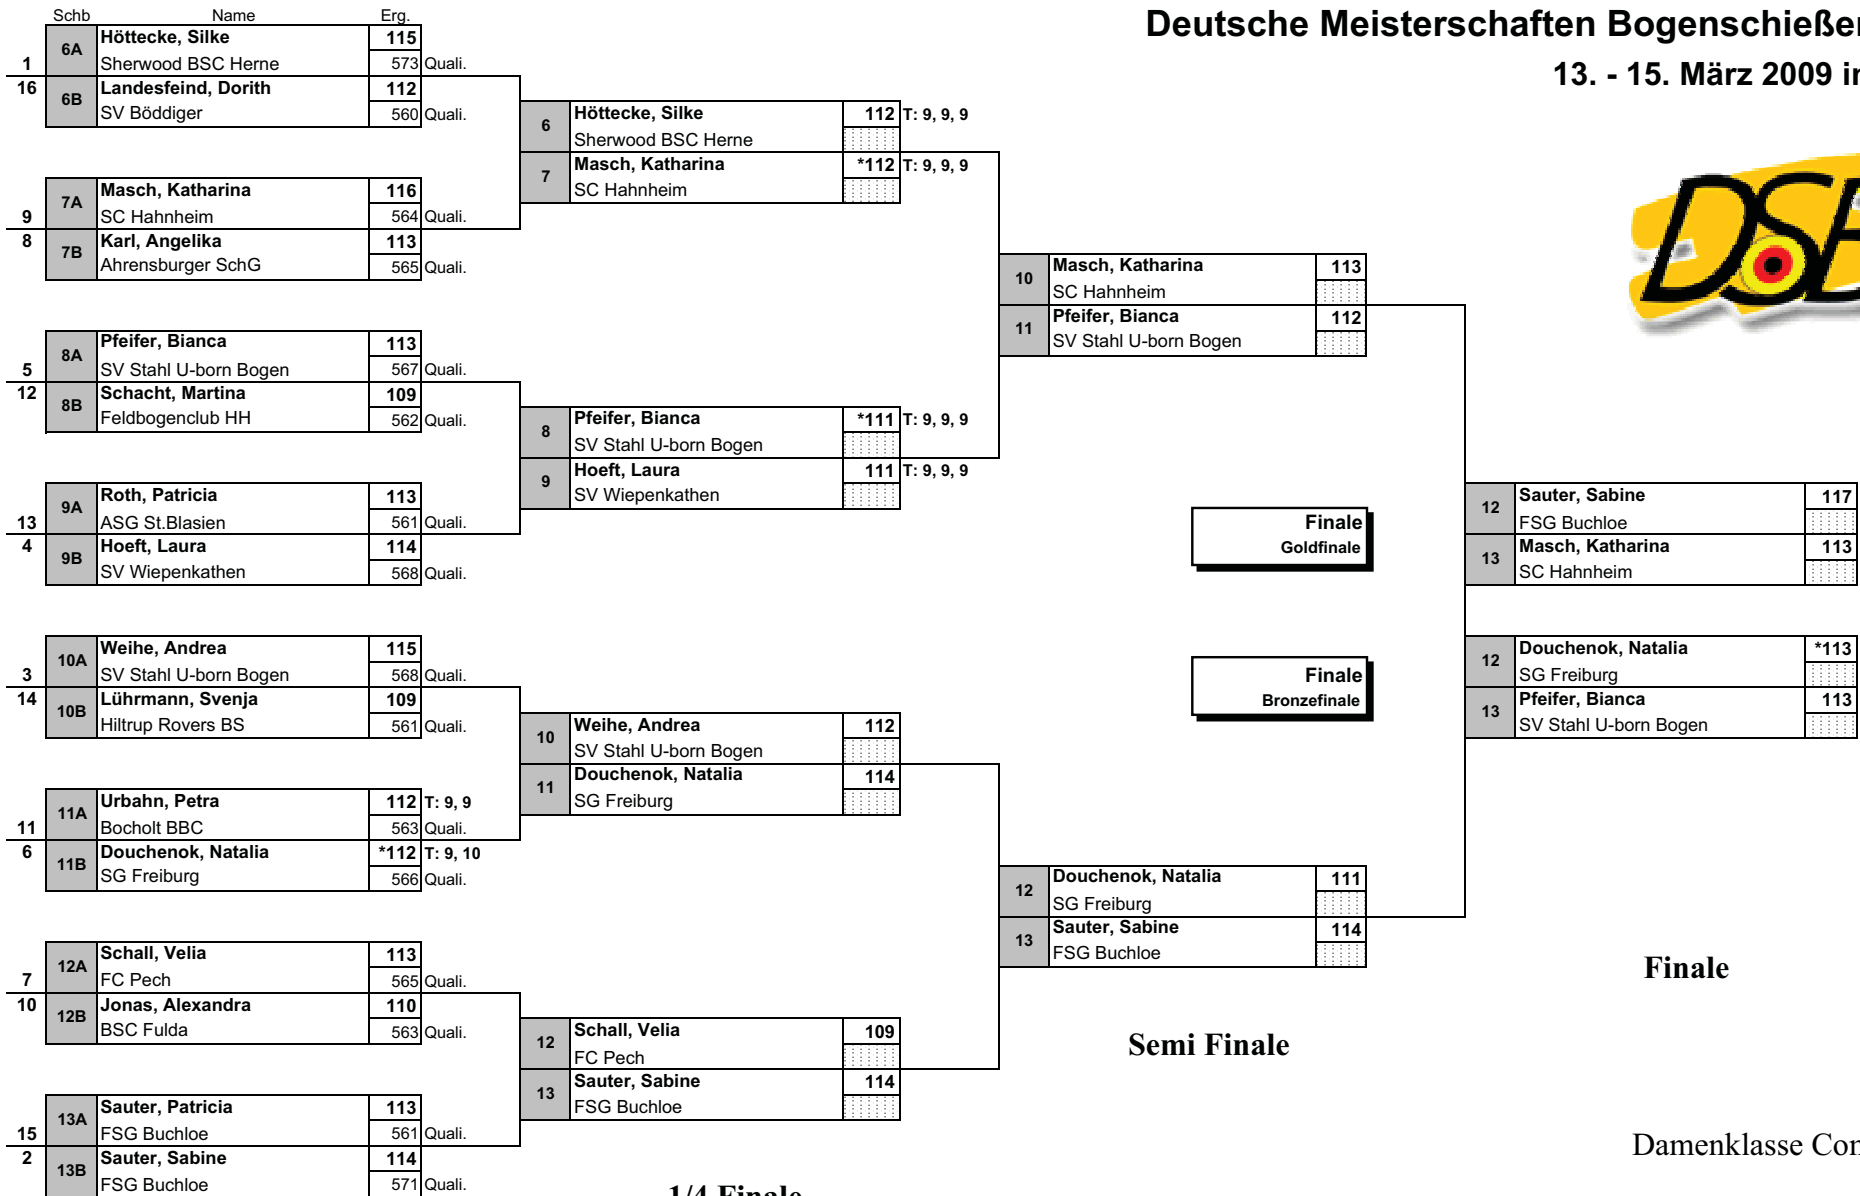 Schb Name Erg.
Deutsche Meisterschaften Bogenschießen
13. - 15. März 2009 in
6A Höttecke, Silke 115
1 Sherwood BSC Herne 573 Quali.
16 6B Landesfeind, Dorith 112
SV Böddiger 560 Quali.
7A Masch, Katharina 116
9 SC Hahnheim 564 Quali.
8 7B Karl, Angelika 113
Ahrensburger SchG 565 Quali.
8A Pfeifer, Bianca 113
5 SV Stahl U-born Bogen 567 Quali.
12 8B Schacht, Martina 109
Feldbogenclub HH 562 Quali.
9A Roth, Patricia 113
13 ASG St.Blasien 561 Quali.
4 9B Hoeft, Laura 114
SV Wiepenkathen 568 Quali.
10A Weihe, Andrea 115
3 SV Stahl U-born Bogen 568 Quali.
14 10B Lührmann, Svenja 109
Hiltrup Rovers BS 561 Quali.
11A Urbahn, Petra 112 T: 9, 9
11 Bocholt BBC 563 Quali.
6 11B Douchenok, Natalia *112 T: 9, 10
SG Freiburg 566 Quali.
12A Schall, Velia 113
7 FC Pech 565 Quali.
10 12B Jonas, Alexandra 110
BSC Fulda 563 Quali.
13A Sauter, Patricia 113
15 FSG Buchloe 561 Quali.
2 13B Sauter, Sabine 114
FSG Buchloe 571 Quali.
6 Höttecke, Silke 112 T: 9, 9, 9
Sherwood BSC Herne
7 Masch, Katharina *112 T: 9, 9, 9
SC Hahnheim
8 Pfeifer, Bianca *111 T: 9, 9, 9
SV Stahl U-born Bogen
9 Hoeft, Laura 111 T: 9, 9, 9
SV Wiepenkathen
10 Weihe, Andrea 112
SV Stahl U-born Bogen
11 Douchenok, Natalia 114
SG Freiburg
12 Schall, Velia 109
FC Pech
13 Sauter, Sabine 114
FSG Buchloe
1/4 Finale
10 Masch, Katharina 113
SC Hahnheim
11 Pfeifer, Bianca 112
SV Stahl U-born Bogen
12 Douchenok, Natalia 111
SG Freiburg
13 Sauter, Sabine 114
FSG Buchloe
Semi Finale
DSB
Finale
Goldfinale
12 Sauter, Sabine 117
FSG Buchloe
13 Masch, Katharina 113
SC Hahnheim
Finale
Bronzefinale
12 Douchenok, Natalia *113
SG Freiburg
13 Pfeifer, Bianca 113
SV Stahl U-born Bogen
Finale
Damenklasse Com